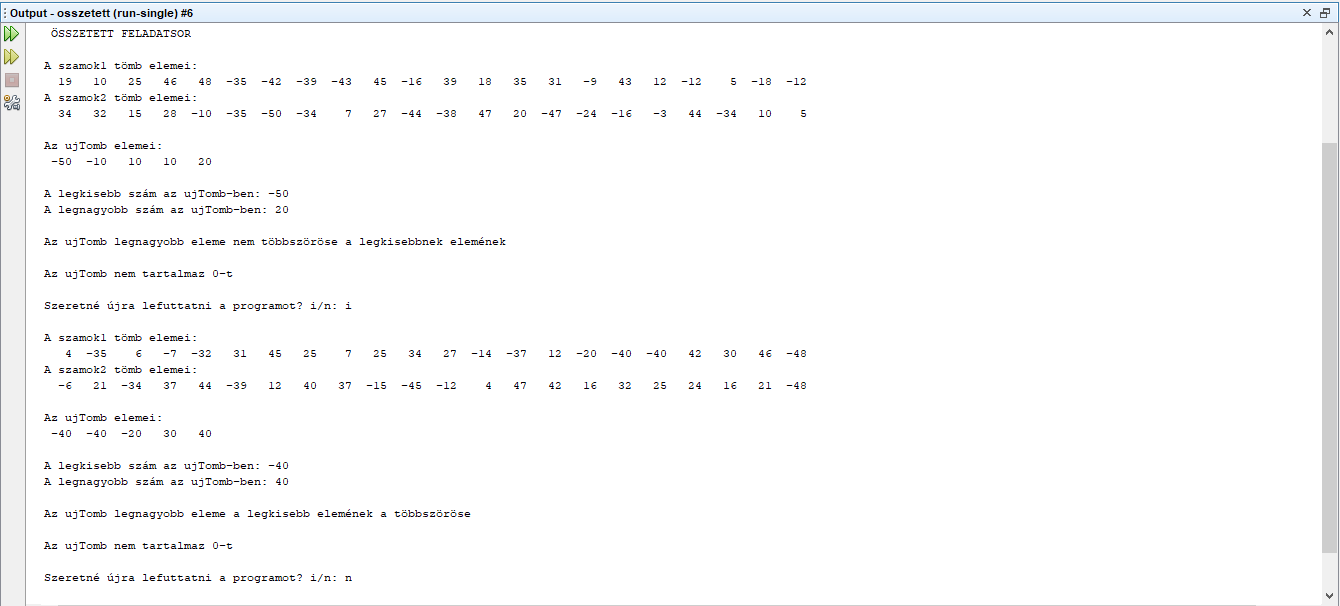 Output - osszetett (run-single) #6
ÖSSZETETT FELADATSOR
A szamok1 tömb elemei:
19 10 25 46 48 -35 -42 -39 -43 45 -16 39 18 35 31 -9 43 12 -12 5 -18 -12
A szamok2 tömb elemei:
34 32 15 28 -10 -35 -50 -34 7 27 -44 -38 47 20 -47 -24 -16 -3 44 -34 10 5
Az ujTomb elemei:
-50 -10 10 10 20
A legkisebb szám az ujTomb-ben: -50
A legnagyobb szám az ujTomb-ben: 20
Az ujTomb legnagyobb eleme nem többszöröse a legkisebbnek elemének
Az ujTomb nem tartalmaz 0-t
Szeretné újra lefuttatni a programot? i/n: i
A szamok1 tömb elemei:
4 -35 6 -7 -32 31 45 25 7 25 34 27 -14 -37 12 -20 -40 -40 42 30 46 -48
A szamok2 tömb elemei:
-6 21 -34 37 44 -39 12 40 37 -15 -45 -12 4 47 42 16 32 25 24 16 21 -48
Az ujTomb elemei:
-40 -40 -20 30 40
A legkisebb szám az ujTomb-ben: -40
A legnagyobb szám az ujTomb-ben: 40
Az ujTomb legnagyobb eleme a legkisebb elemének a többszöröse
Az ujTomb nem tartalmaz 0-t
Szeretné újra lefuttatni a programot? i/n: n